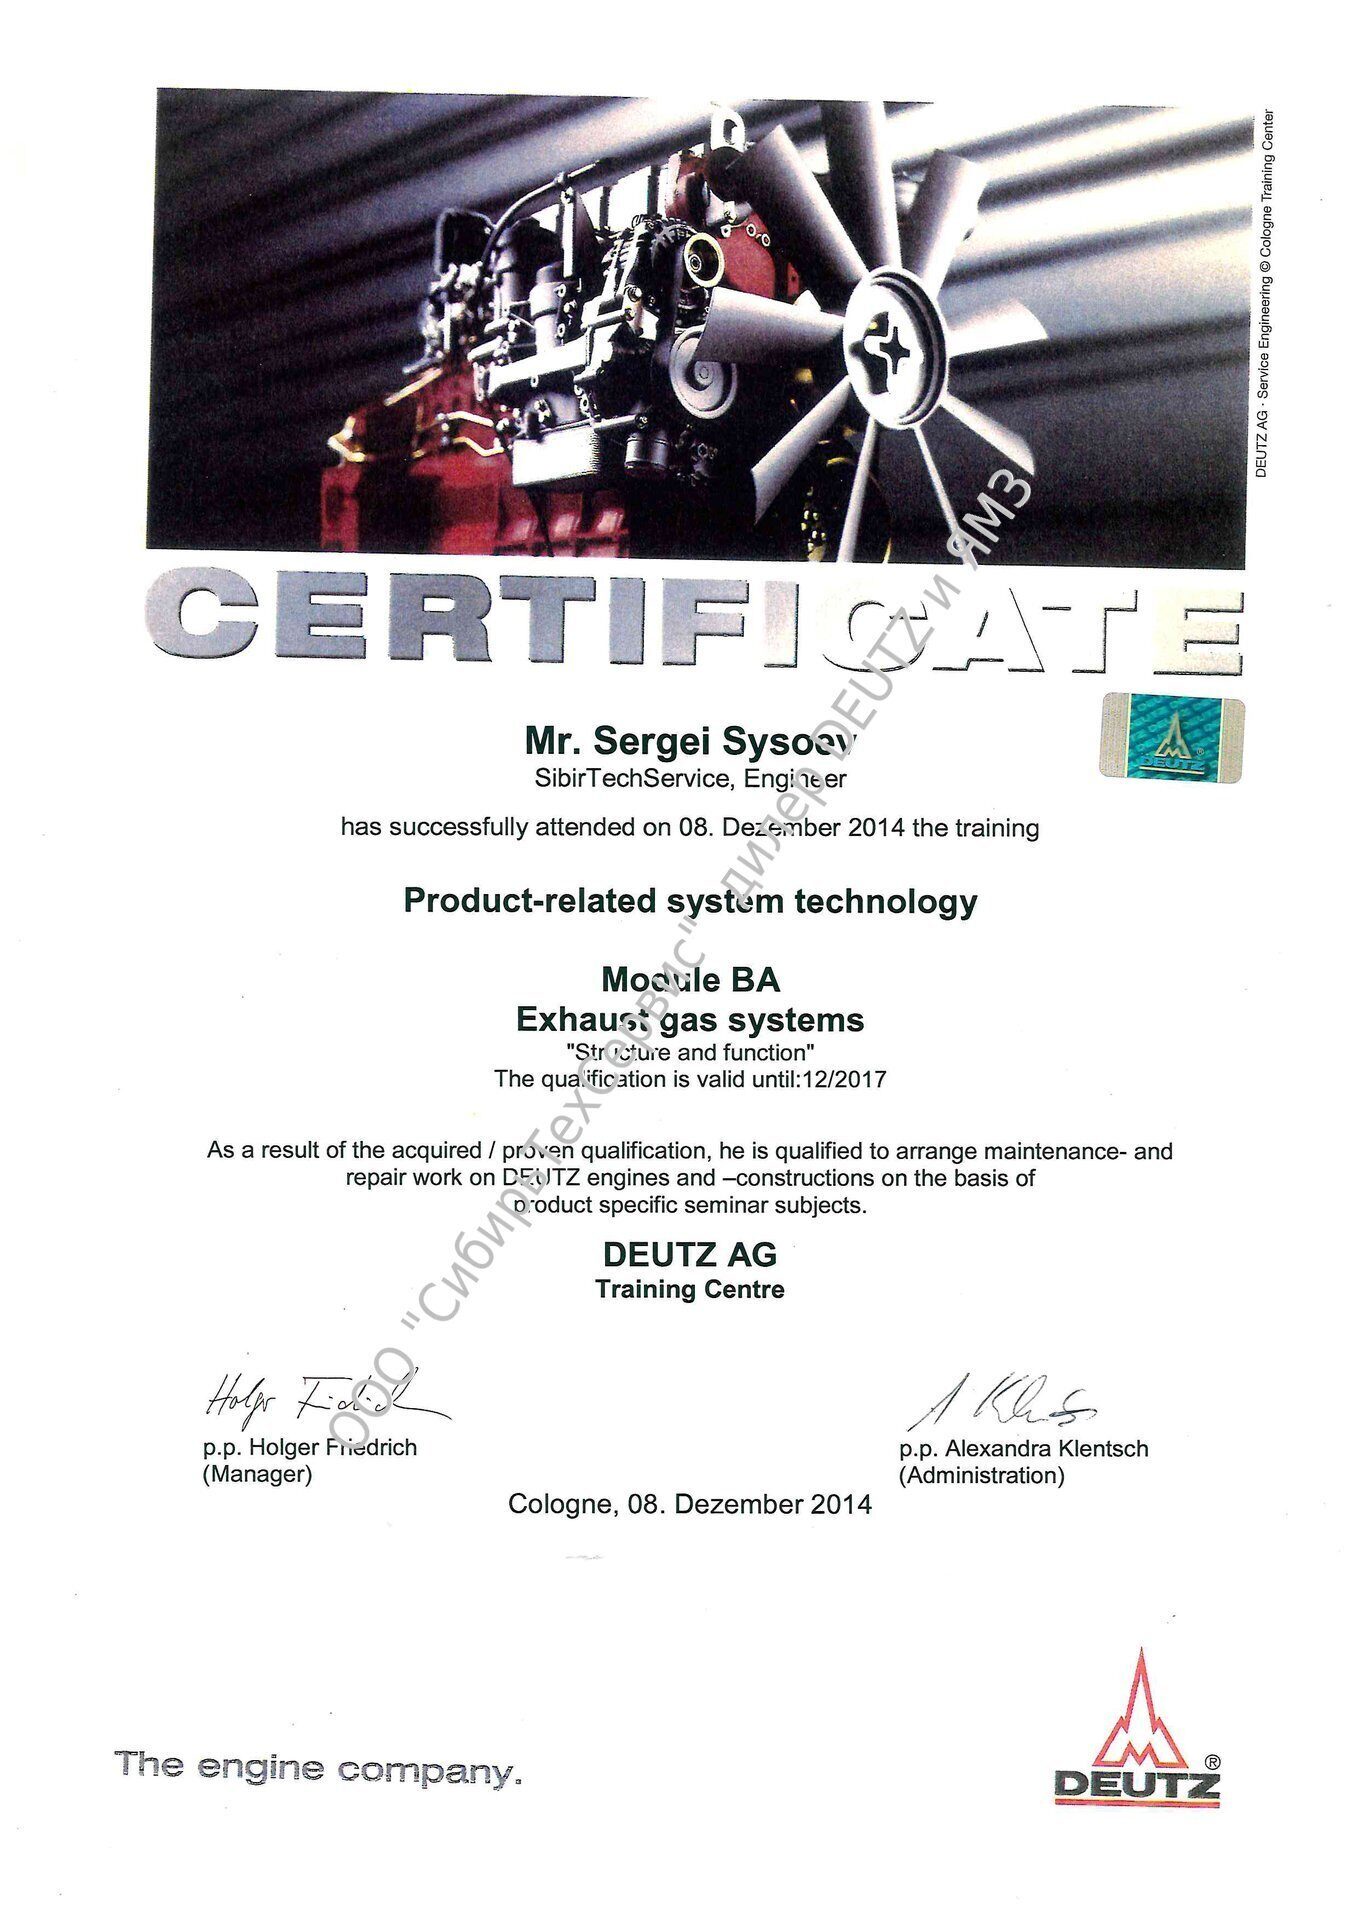 DEUTZ AG · Service Engineering © Cologne Training Center
CERTIFICATE
DEUTZ ®
Mr. Sergei Sysoev
SibirTechService, Engineer
has successfully attended on 08. Dezember 2014 the training
Product-related system technology
Module BA
Exhaust gas systems
"Structure and function"
The qualification is valid until:12/2017
As a result of the acquired / proven qualification, he is qualified to arrange maintenance- and
repair work on DEUTZ engines and –constructions on the basis of
product specific seminar subjects.
DEUTZ AG
Training Centre
Holger Friedrich
A Klentsch
p.p. Holger Friedrich
(Manager)
p.p. Alexandra Klentsch
(Administration)
Cologne, 08. Dezember 2014
The engine company.
DEUTZ ®
ООО "СибирьТехСервис" - дилер DEUTZ и ЯМЗ